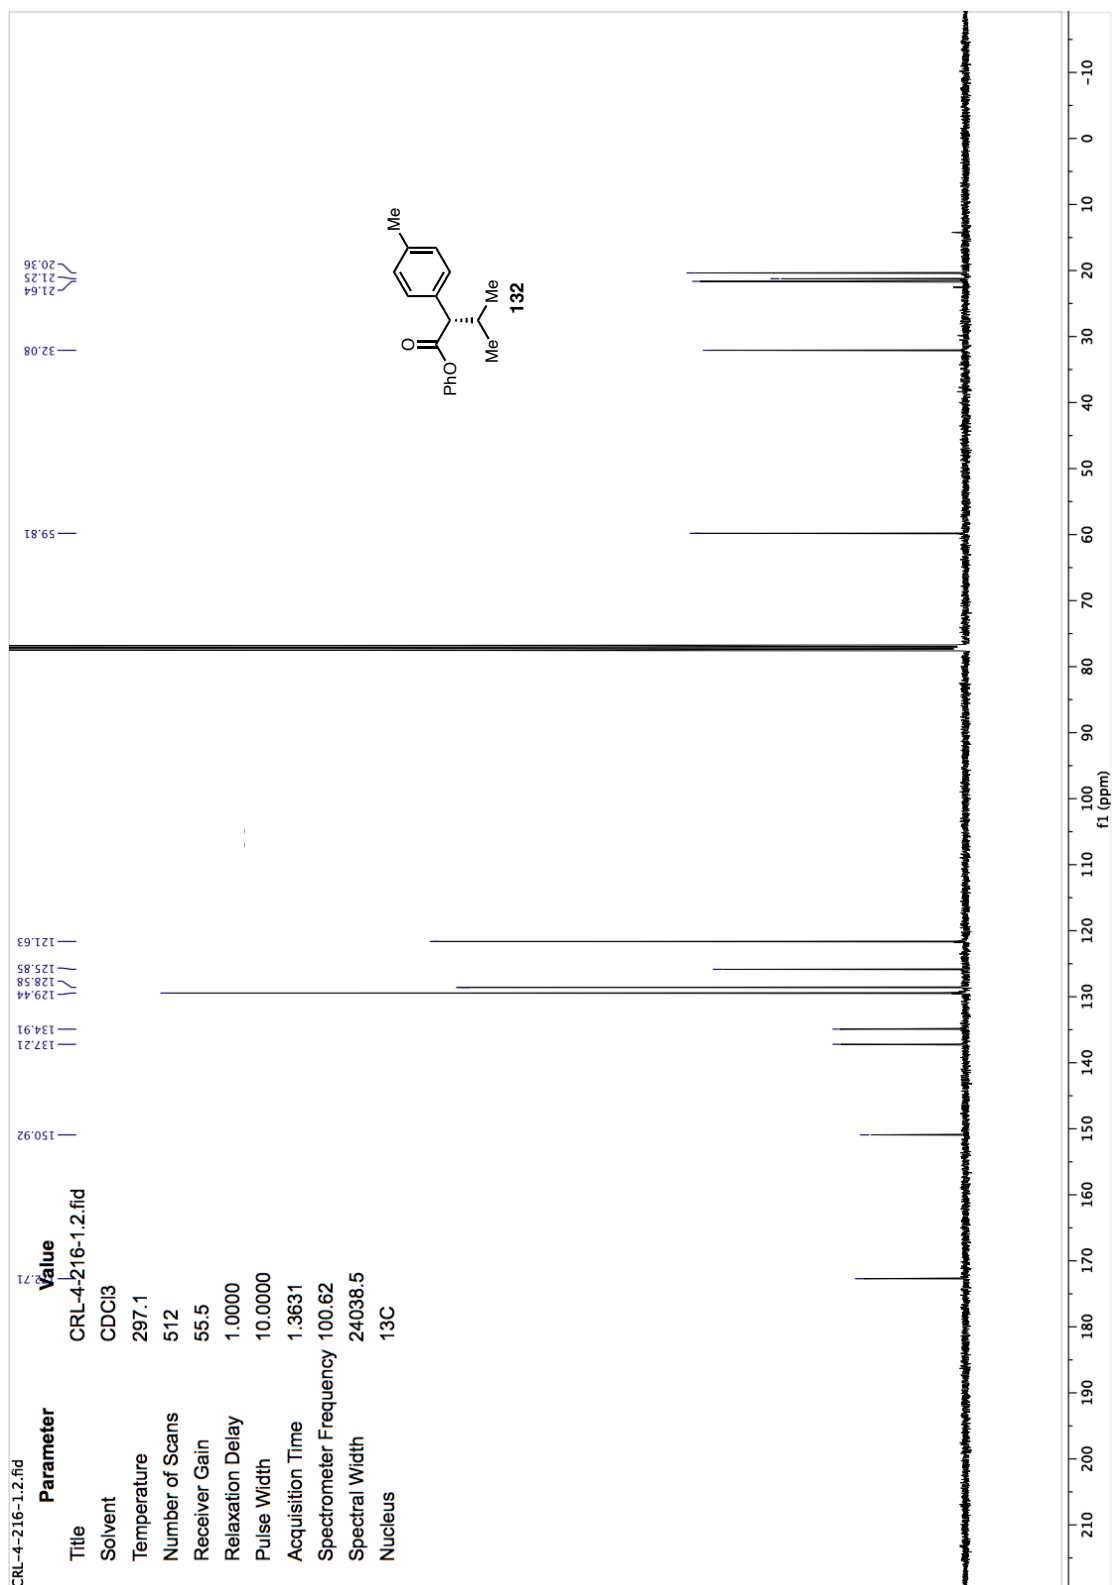 CRL-4-216-1.2.fid
Parameter Value
Title CRL-4-216-1.2.fid
Solvent CDCl3
Temperature 297.1
Number of Scans 512
Receiver Gain 55.5
Relaxation Delay 1.0000
Pulse Width 10.0000
Acquisition Time 1.3631
Spectrometer Frequency 100.62
Spectral Width 24038.5
Nucleus 13C
150.92
137.21
134.91
129.44
128.58
125.85
121.63
59.81
32.08
21.64
21.25
20.36
O
PhO
Me
Me
Me
132
210 200 190 180 170 160 150 140 130 120 110 100 90 80 70 60 50 40 30 20 10 0 -10
f1 (ppm)